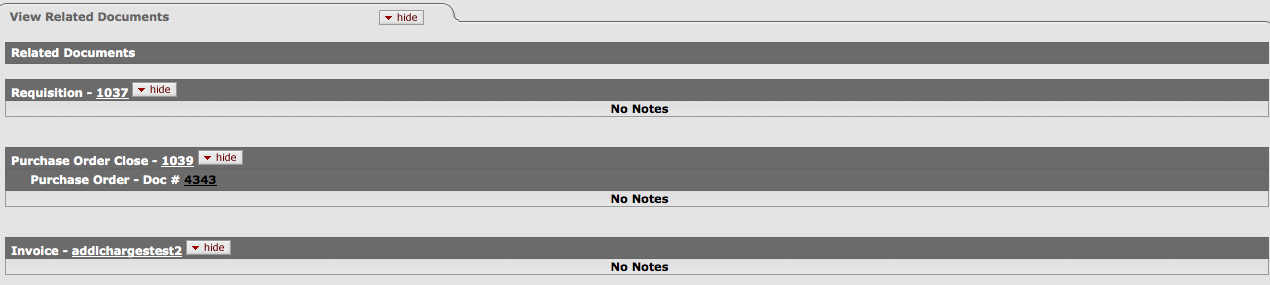 View Related Documents hide
Related Documents
Requisition - 1037 hide
No Notes
Purchase Order Close - 1039 hide
Purchase Order - Doc # 4343
No Notes
Invoice - addlchargestest2 hide
No Notes